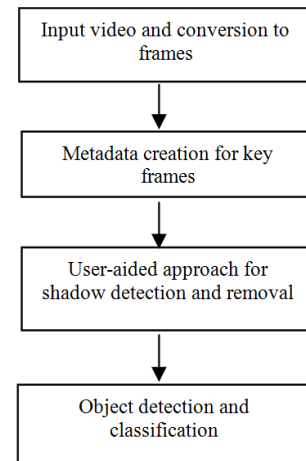 Input video and conversion to
frames
Metadata creation for key
frames
User-aided approach for
shadow detection and removal
Object detection and
classification